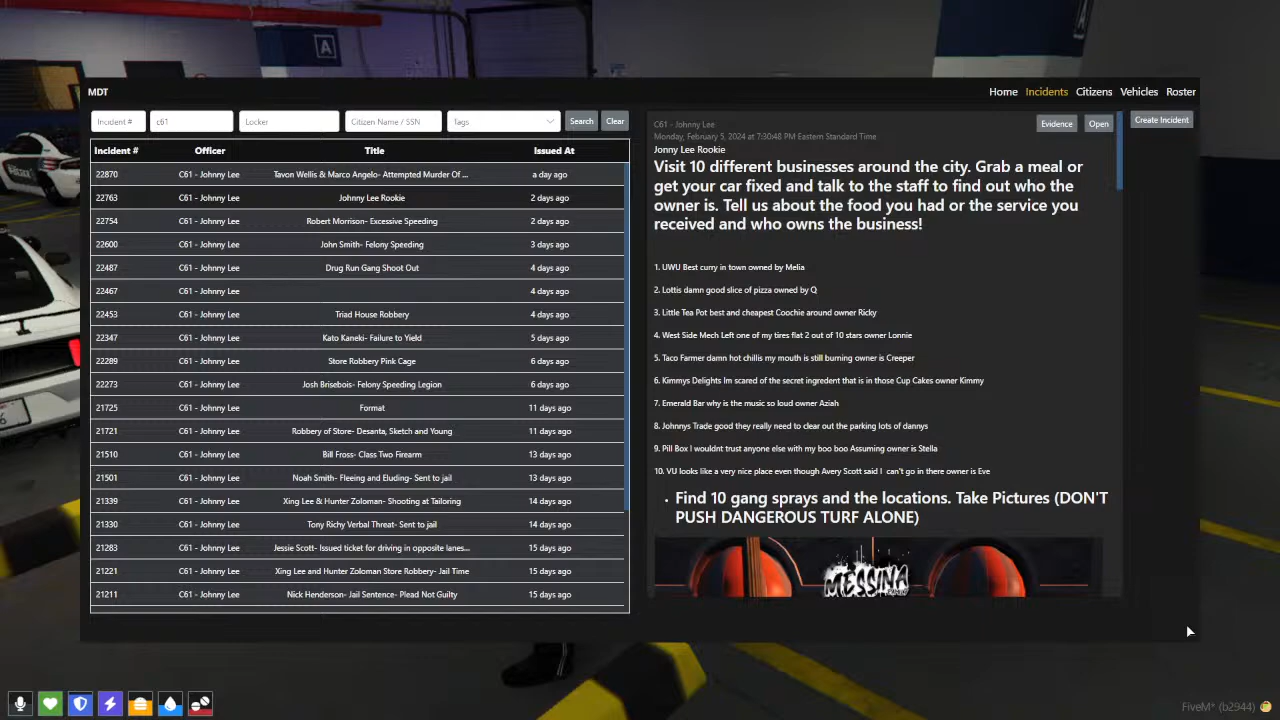 A
A
MDT
Home Incidents Citizens Vehicles Roster
Incident # c61 Locker Citizen Name / SSN Tags Search Clear
Incident # Officer Title Issued At
22870 C61 - Johnny Lee Tavon Wellis & Marco Angelo- Attempted Murder Of ... a day ago
22763 C61 - Johnny Lee Johnny Lee Rookie 2 days ago
22754 C61 - Johnny Lee Robert Morrison- Excessive Speeding 2 days ago
22600 C61 - Johnny Lee John Smith- Felony Speeding 3 days ago
22487 C61 - Johnny Lee Drug Run Gang Shoot Out 4 days ago
22467 C61 - Johnny Lee 4 days ago
22453 C61 - Johnny Lee Triad House Robbery 4 days ago
22347 C61 - Johnny Lee Kato Kaneki- Failure to Yield 5 days ago
22289 C61 - Johnny Lee Store Robbery Pink Cage 6 days ago
22273 C61 - Johnny Lee Josh Brisebois- Felony Speeding Legion 6 days ago
21725 C61 - Johnny Lee Format 11 days ago
21721 C61 - Johnny Lee Robbery of Store- Desanta, Sketch and Young 11 days ago
21510 C61 - Johnny Lee Bill Fross- Class Two Firearm 13 days ago
21501 C61 - Johnny Lee Noah Smith- Fleeing and Eluding- Sent to jail 13 days ago
21339 C61 - Johnny Lee Xing Lee & Hunter Zoloman- Shooting at Tailoring 14 days ago
21330 C61 - Johnny Lee Tony Richy Verbal Threat- Sent to jail 14 days ago
21283 C61 - Johnny Lee Jessie Scott- Issued ticket for driving in opposite lanes... 15 days ago
21221 C61 - Johnny Lee Xing Lee and Hunter Zoloman Store Robbery- Jail Time 15 days ago
21211 C61 - Johnny Lee Nick Henderson- Jail Sentence- Plead Not Guilty 15 days ago
C61 - Johnny Lee
Evidence Open Create Incident
Monday, February 5, 2024 at 7:30:48 PM Eastern Standard Time
Jonny Lee Rookie
Visit 10 different businesses around the city. Grab a meal or
get your car fixed and talk to the staff to find out who the
owner is. Tell us about the food you had or the service you
received and who owns the business!
1. UWU Best curry in town owned by Melia
2. Lottis damn good slice of pizza owned by Q
3. Little Tea Pot best and cheapest Coochie around owner Ricky
4. West Side Mech Left one of my tires flat 2 out of 10 stars owner Lonnie
5. Taco Farmer damn hot chillis my mouth is still burning owner is Creeper
6. Kimmys Delights Im scared of the secret ingredent that is in those Cup Cakes owner Kimmy
7. Emerald Bar why is the music so loud owner Aziah
8. Johnnys Trade good they really need to clear out the parking lots of dannys
9. Pill Box I wouldnt trust anyone else with my boo boo Assuming owner is Stella
10. VU looks like a very nice place even though Avery Scott said I can't go in there owner is Eve
• Find 10 gang sprays and the locations. Take Pictures (DON'T
PUSH DANGEROUS TURF ALONE)
MESSINA
FiveM* (b2944)